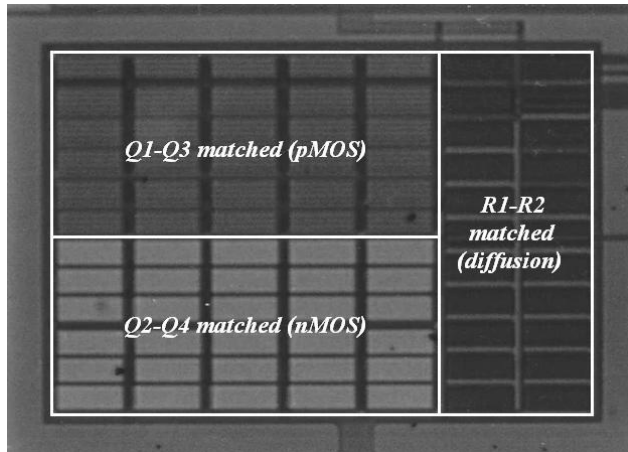 Q1-Q3 matched (pMOS)
R1-R2
matched
(diffusion)
Q2-Q4 matched (nMOS)